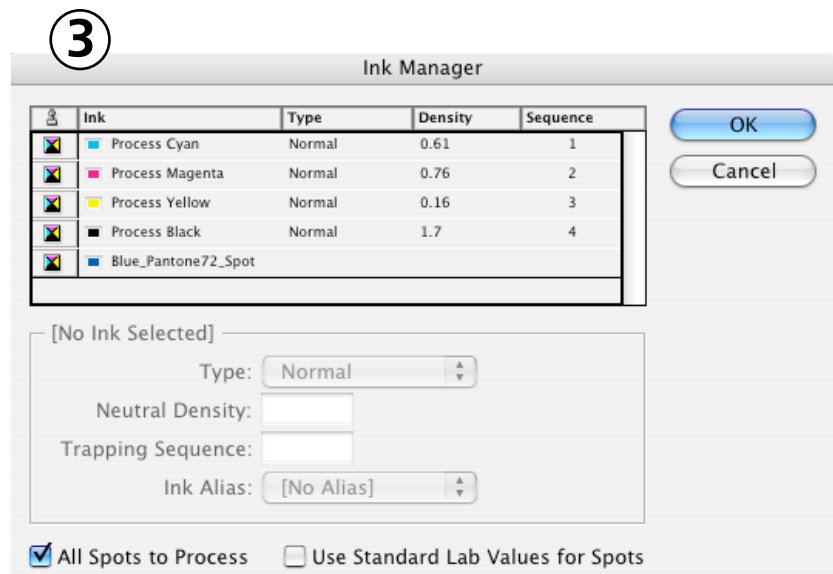 ③
Ink Manager
Ink Type Density Sequence
Process Cyan Normal 0.61 1
Process Magenta Normal 0.76 2
Process Yellow Normal 0.16 3
Process Black Normal 1.7 4
Blue_Pantone72_Spot
OK
Cancel
[No Ink Selected]
Type: Normal
Neutral Density:
Trapping Sequence:
Ink Alias: [No Alias]
All Spots to Process Use Standard Lab Values for Spots